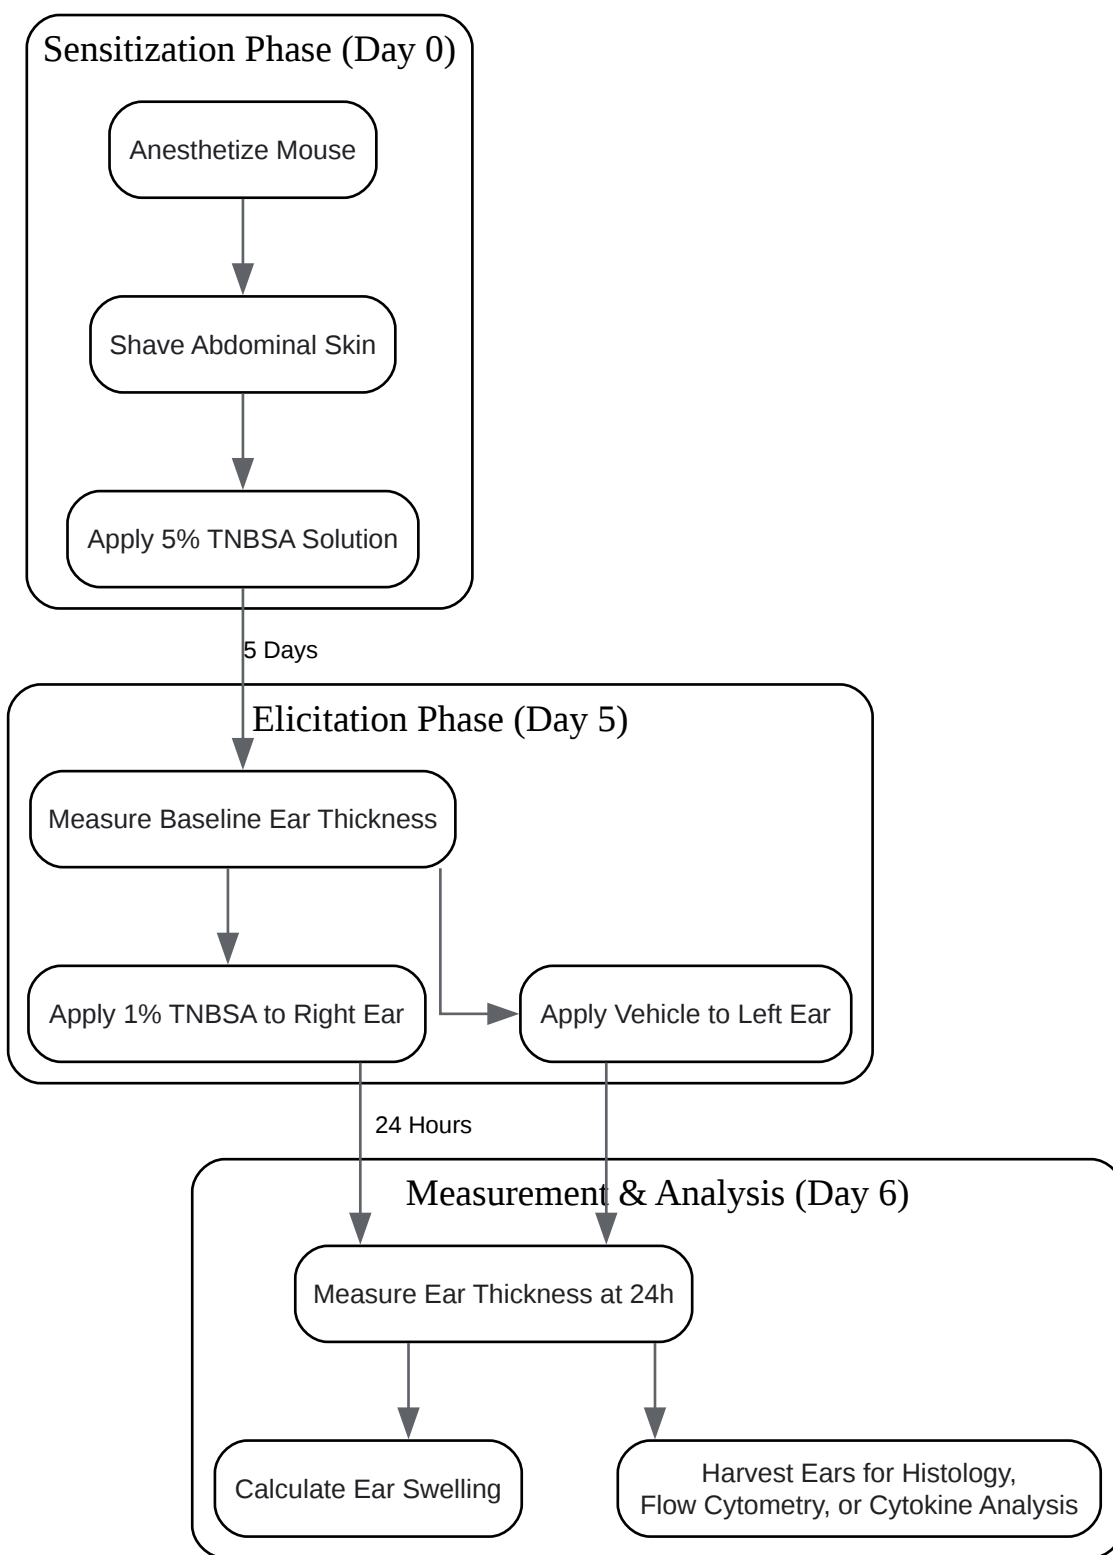 Sensitization Phase (Day 0)
Anesthetize Mouse
Shave Abdominal Skin
Apply 5% TNBSA Solution
5 Days
Elicitation Phase (Day 5)
Measure Baseline Ear Thickness
Apply 1% TNBSA to Right Ear
Apply Vehicle to Left Ear
24 Hours
Measurement & Analysis (Day 6)
Measure Ear Thickness at 24h
Calculate Ear Swelling
Harvest Ears for Histology,
Flow Cytometry, or Cytokine Analysis